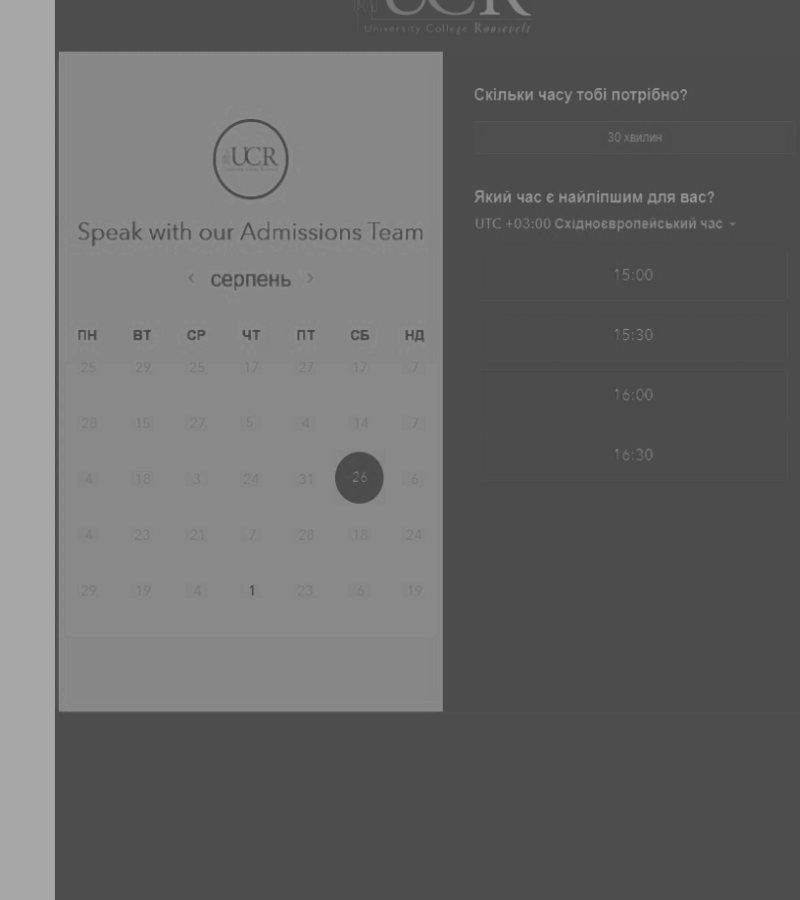 UCR
University College Roosevelt
UCR
Speak with our Admissions Team
< серпень >
ПН ВТ СР ЧТ ПТ СБ НД
25 29 25 17 27 17 7
28 15 27 5 4 14 7
4 18 3 24 31 26 6
4 23 21 7 28 18 24
29 19 4 1 23 6 19
Скільки часу тобі потрібно?
30 хвилин
Який час є найліпшим для вас?
UTC +03:00 Східноєвропейський час
15:00
15:30
16:00
16:30